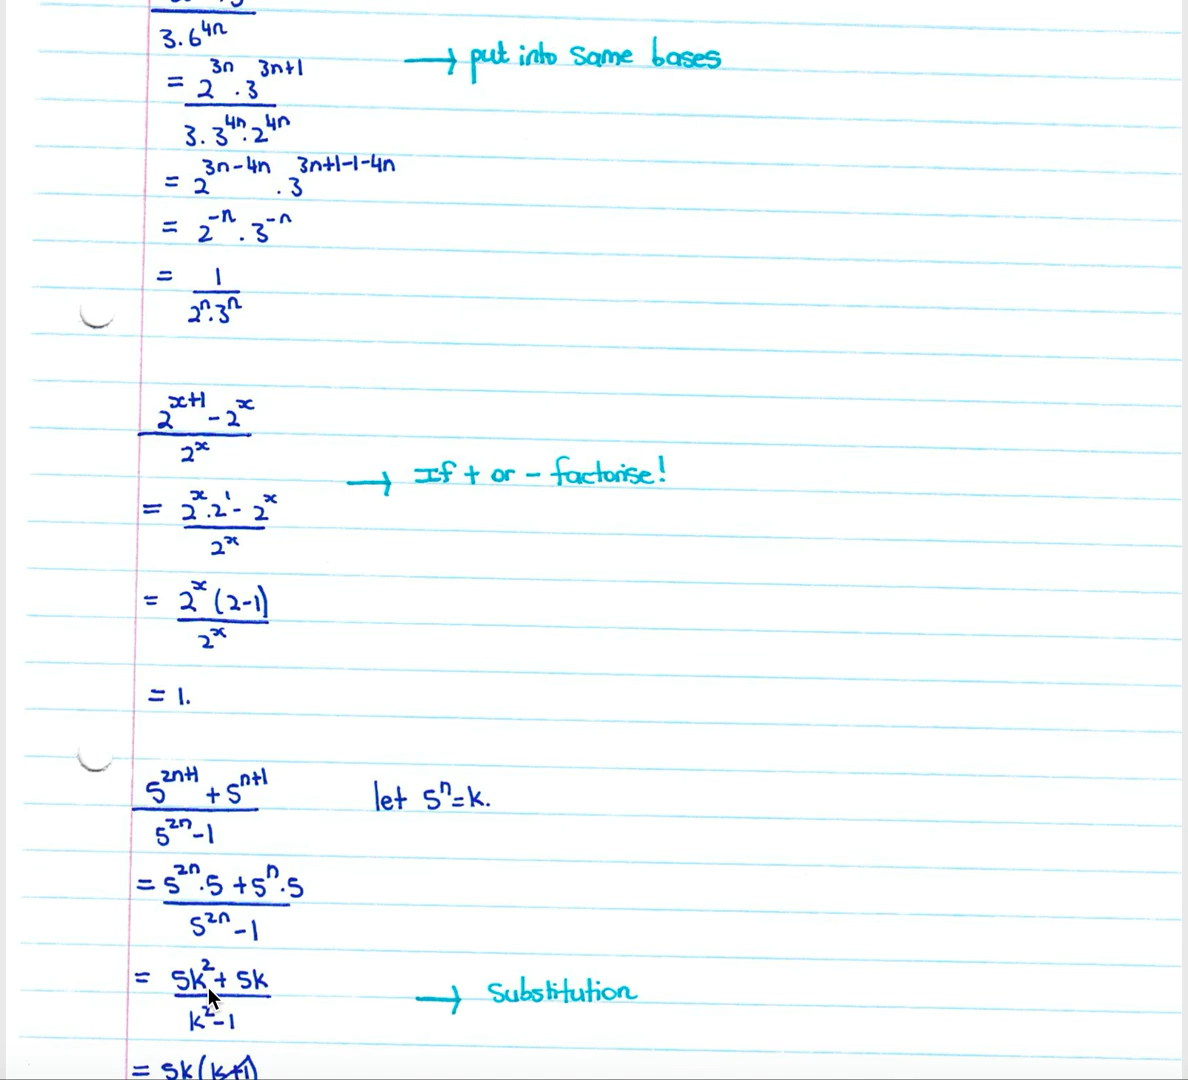 3.6^{4n}
→ put into same bases
= 2^{3n} . 3^{3n+1}
3 . 3^{4n} . 2^{4n}
= 2^{3n-4n} . 3^{3n+1-1-4n}
= 2^{-n} . 3^{-n}
= 1
2^n . 3^n
2^{x+1} - 2^x
2^x
→ If + or - factorise!
= 2^x . 2^1 - 2^x
2^x
= 2^x (2-1)
2^x
= 1.
5^{2n+1} + 5^{n+1} let 5^n = k.
5^{2n} - 1
= 5^{2n} . 5 + 5^n . 5
5^{2n} - 1
= 5k^2 + 5k
→ Substitution
k^2 - 1
= 5k(k+1)